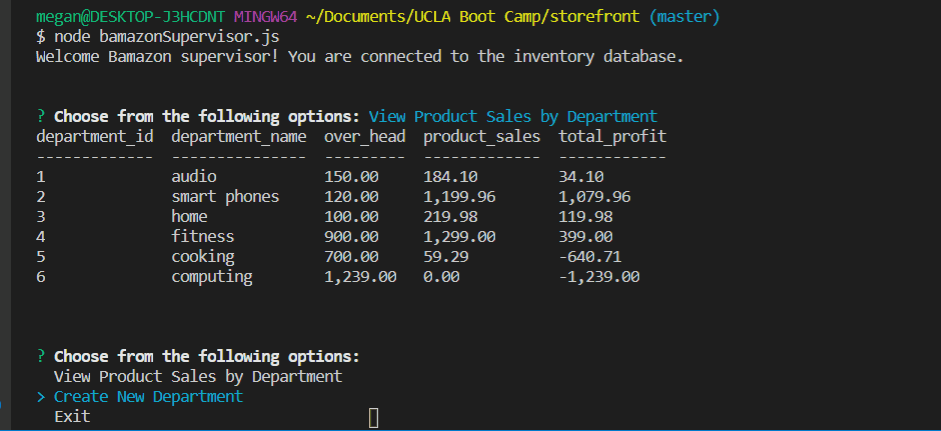 megan@DESKTOP-J3HCDNT MINGW64 ~/Documents/UCLA Boot Camp/storefront (master)
$ node bamazonSupervisor.js
Welcome Bamazon supervisor! You are connected to the inventory database.
? Choose from the following options: View Product Sales by Department
department_id  department_name  over_head  product_sales  total_profit
-------------  ---------------  ---------  -------------  ------------
1              audio            150.00     184.10         34.10
2              smart phones     120.00     1,199.96       1,079.96
3              home             100.00     219.98         119.98
4              fitness          900.00     1,299.00       399.00
5              cooking          700.00     59.29          -640.71
6              computing        1,239.00   0.00           -1,239.00
? Choose from the following options:
  View Product Sales by Department
> Create New Department
  Exit